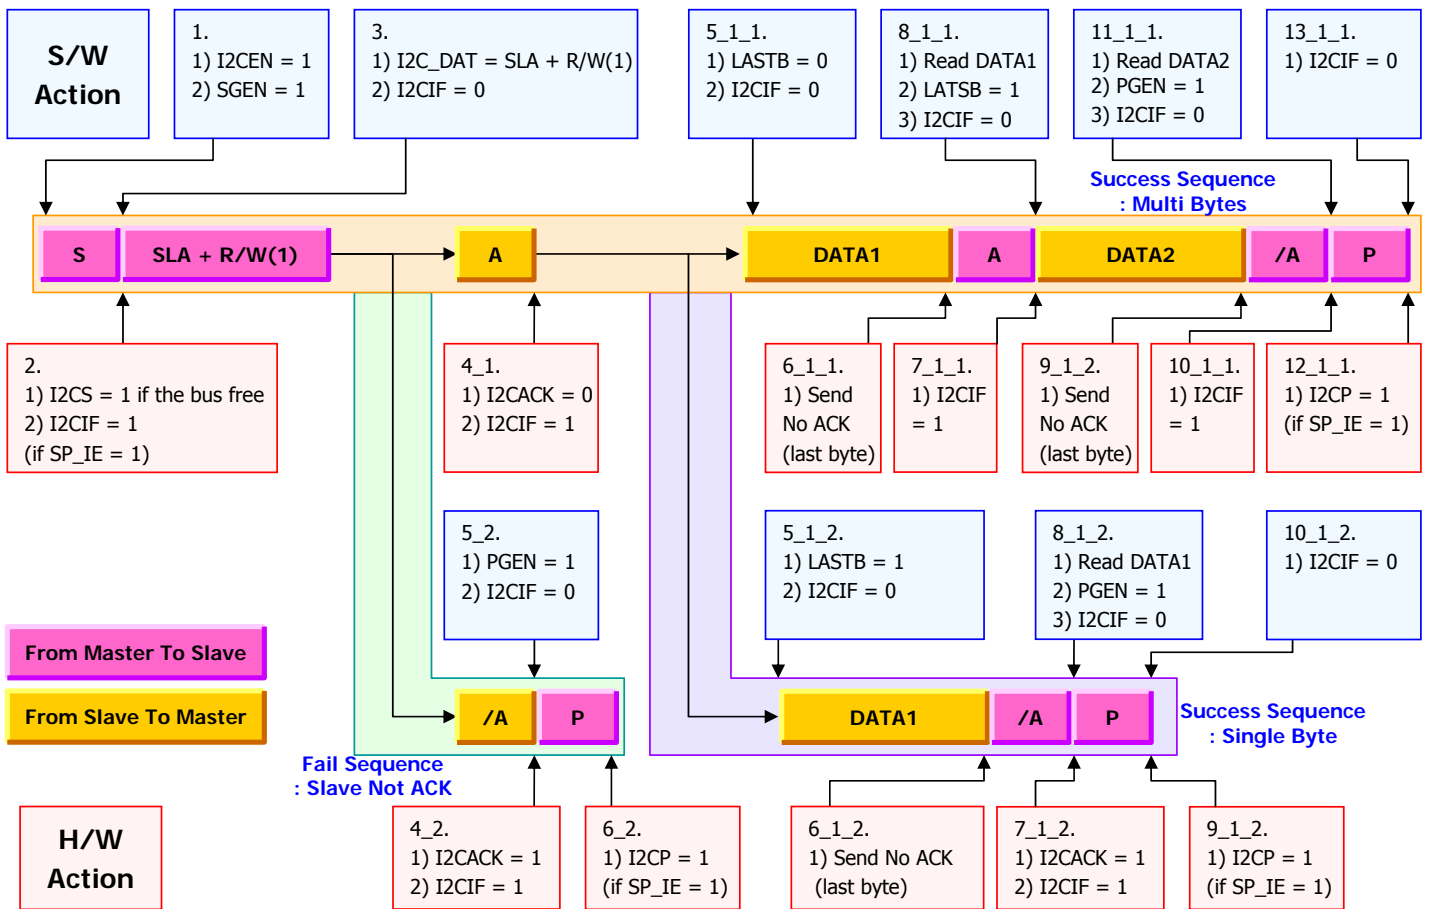 S/W
Action
1.
1) I2CEN = 1
2) SGEN = 1
3.
1) I2C_DAT = SLA + R/W(1)
2) I2CIF = 0
5_1_1.
1) LASTB = 0
2) I2CIF = 0
8_1_1.
1) Read DATA1
2) LATSB = 1
3) I2CIF = 0
11_1_1.
1) Read DATA2
2) PGEN = 1
3) I2CIF = 0
13_1_1.
1) I2CIF = 0
Success Sequence
: Multi Bytes
S
SLA + R/W(1)
A
DATA1
A
DATA2
/A
P
2.
1) I2CS = 1 if the bus free
2) I2CIF = 1
(if SP_IE = 1)
4_1.
1) I2CACK = 0
2) I2CIF = 1
6_1_1.
1) Send
No ACK
(last byte)
7_1_1.
1) I2CIF
= 1
9_1_2.
1) Send
No ACK
(last byte)
10_1_1.
1) I2CIF
= 1
12_1_1.
1) I2CP = 1
(if SP_IE = 1)
5_2.
1) PGEN = 1
2) I2CIF = 0
5_1_2.
1) LASTB = 1
2) I2CIF = 0
8_1_2.
1) Read DATA1
2) PGEN = 1
3) I2CIF = 0
10_1_2.
1) I2CIF = 0
From Master To Slave
From Slave To Master
/A
P
DATA1
/A
P
Success Sequence
: Single Byte
Fail Sequence
: Slave Not ACK
H/W
Action
4_2.
1) I2CACK = 1
2) I2CIF = 1
6_2.
1) I2CP = 1
(if SP_IE = 1)
6_1_2.
1) Send No ACK
(last byte)
7_1_2.
1) I2CACK = 1
2) I2CIF = 1
9_1_2.
1) I2CP = 1
(if SP_IE = 1)